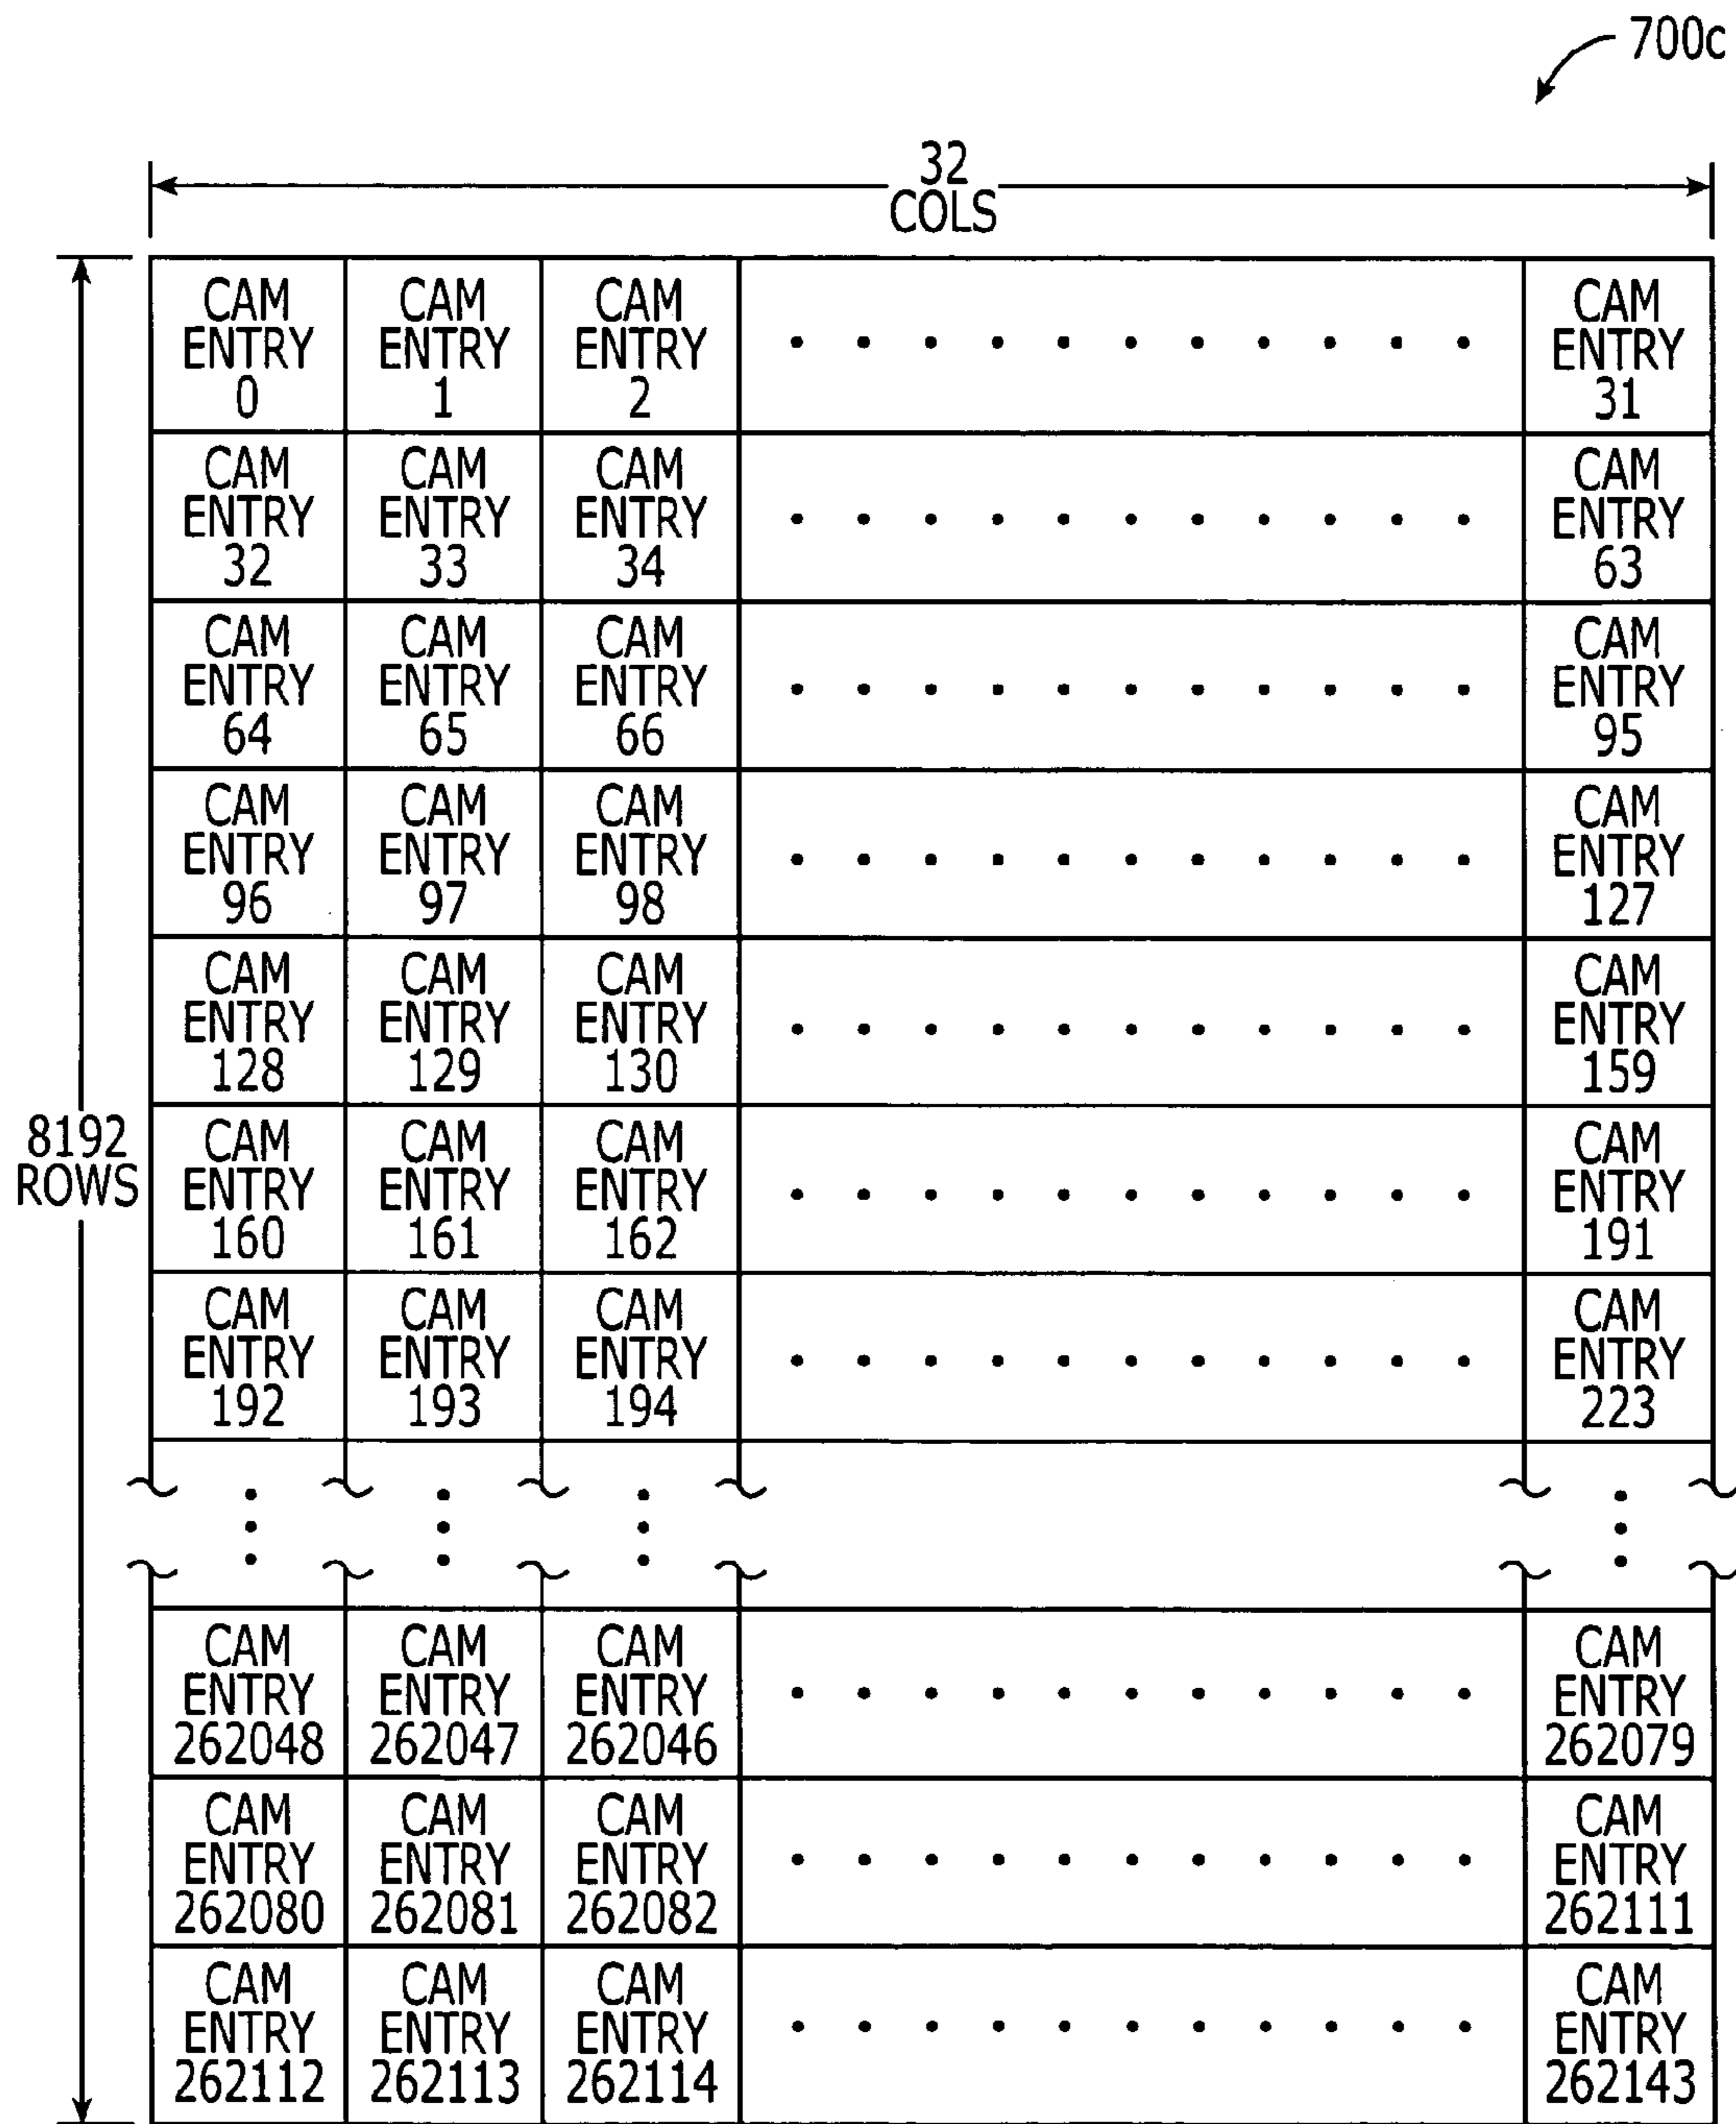 700c
32
COLS
CAM ENTRY 0 CAM ENTRY 1 CAM ENTRY 2 CAM ENTRY 31
CAM ENTRY 32 CAM ENTRY 33 CAM ENTRY 34 CAM ENTRY 63
CAM ENTRY 64 CAM ENTRY 65 CAM ENTRY 66 CAM ENTRY 95
CAM ENTRY 96 CAM ENTRY 97 CAM ENTRY 98 CAM ENTRY 127
CAM ENTRY 128 CAM ENTRY 129 CAM ENTRY 130 CAM ENTRY 159
8192
ROWS
CAM ENTRY 160 CAM ENTRY 161 CAM ENTRY 162 CAM ENTRY 191
CAM ENTRY 192 CAM ENTRY 193 CAM ENTRY 194 CAM ENTRY 223
CAM ENTRY 262048 CAM ENTRY 262047 CAM ENTRY 262046 CAM ENTRY 262079
CAM ENTRY 262080 CAM ENTRY 262081 CAM ENTRY 262082 CAM ENTRY 262111
CAM ENTRY 262112 CAM ENTRY 262113 CAM ENTRY 262114 CAM ENTRY 262143